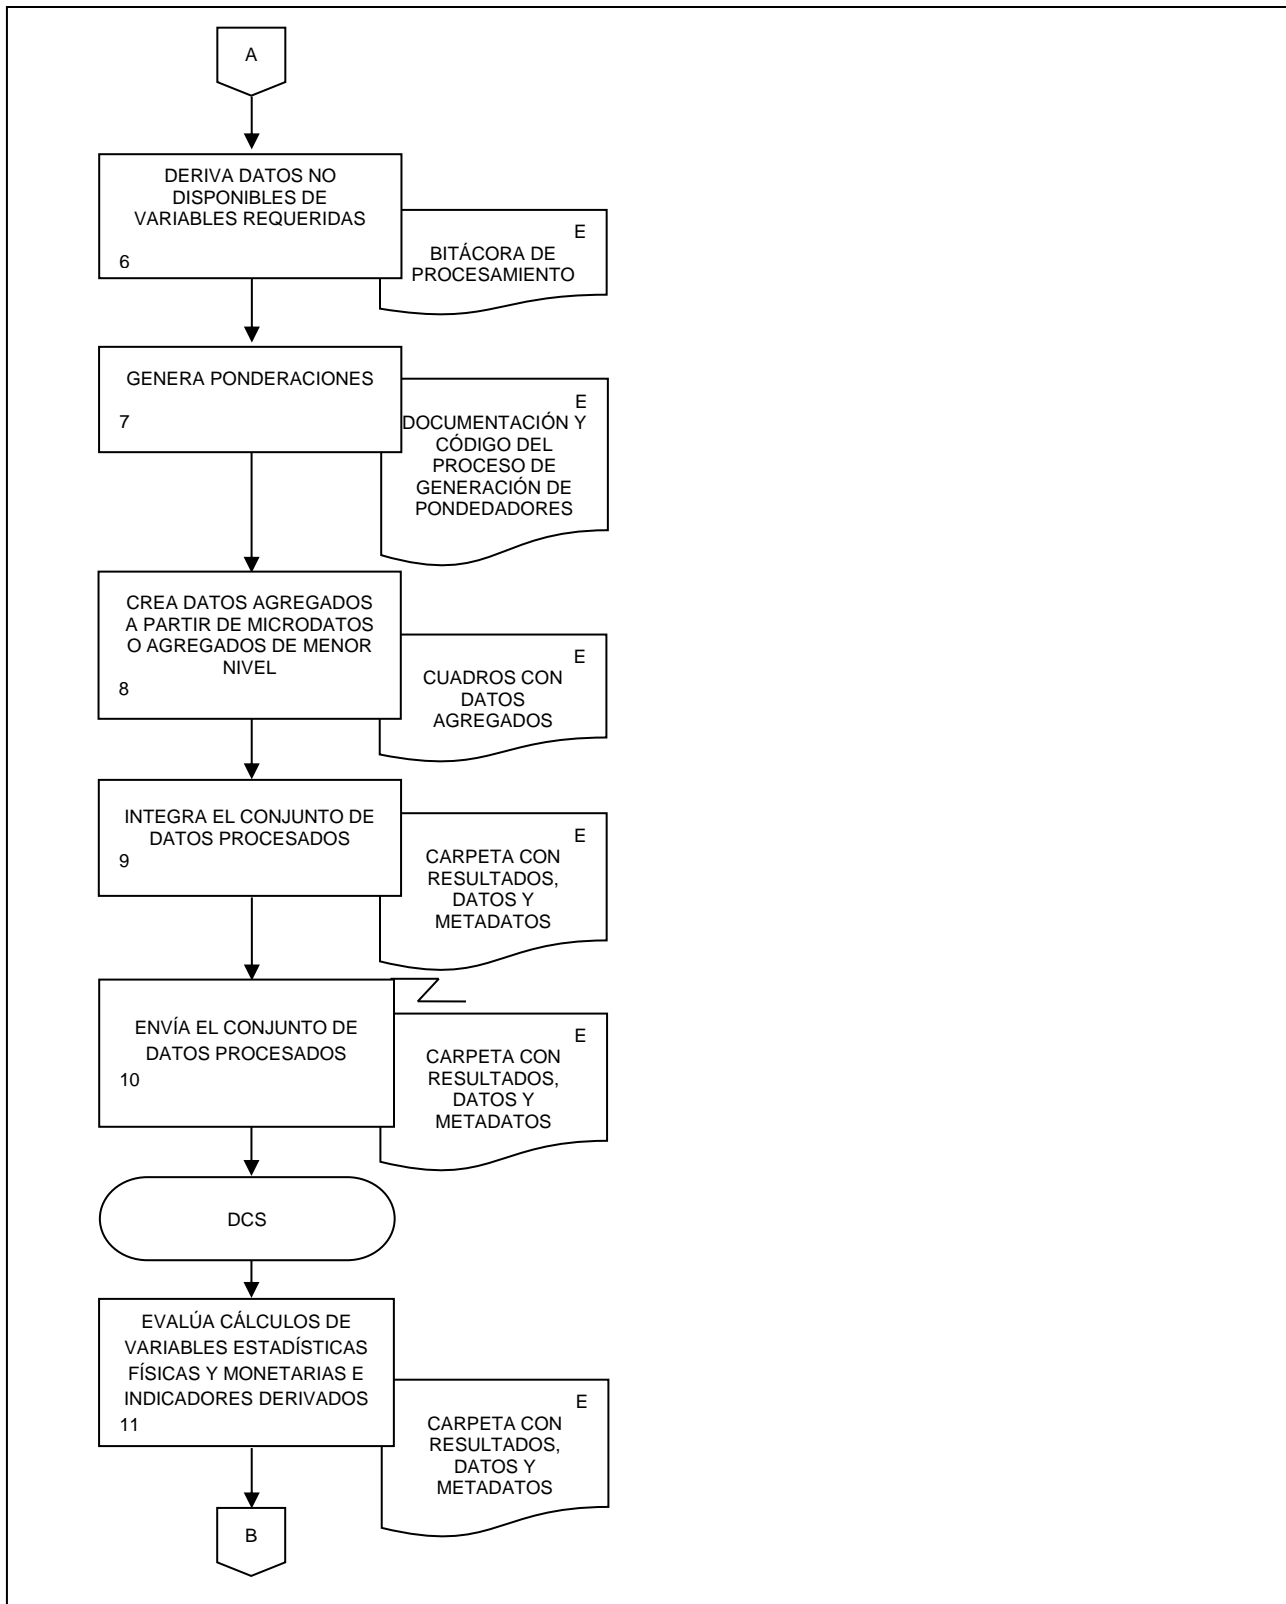 A
DERIVA DATOS NO
DISPONIBLES DE
VARIABLES REQUERIDAS
6
E
BITÁCORA DE
PROCESAMIENTO
GENERA PONDERACIONES
7
E
DOCUMENTACIÓN Y
CÓDIGO DEL
PROCESO DE
GENERACIÓN DE
PONDEDADORES
CREA DATOS AGREGADOS
A PARTIR DE MICRODATOS
O AGREGADOS DE MENOR
NIVEL
8
E
CUADROS CON
DATOS
AGREGADOS
INTEGRA EL CONJUNTO DE
DATOS PROCESADOS
9
E
CARPETA CON
RESULTADOS,
DATOS Y
METADATOS
ENVÍA EL CONJUNTO DE
DATOS PROCESADOS
10
E
CARPETA CON
RESULTADOS,
DATOS Y
METADATOS
DCS
EVALÚA CÁLCULOS DE
VARIABLES ESTADÍSTICAS
FÍSICAS Y MONETARIAS E
INDICADORES DERIVADOS
11
E
CARPETA CON
RESULTADOS,
DATOS Y
METADATOS
B